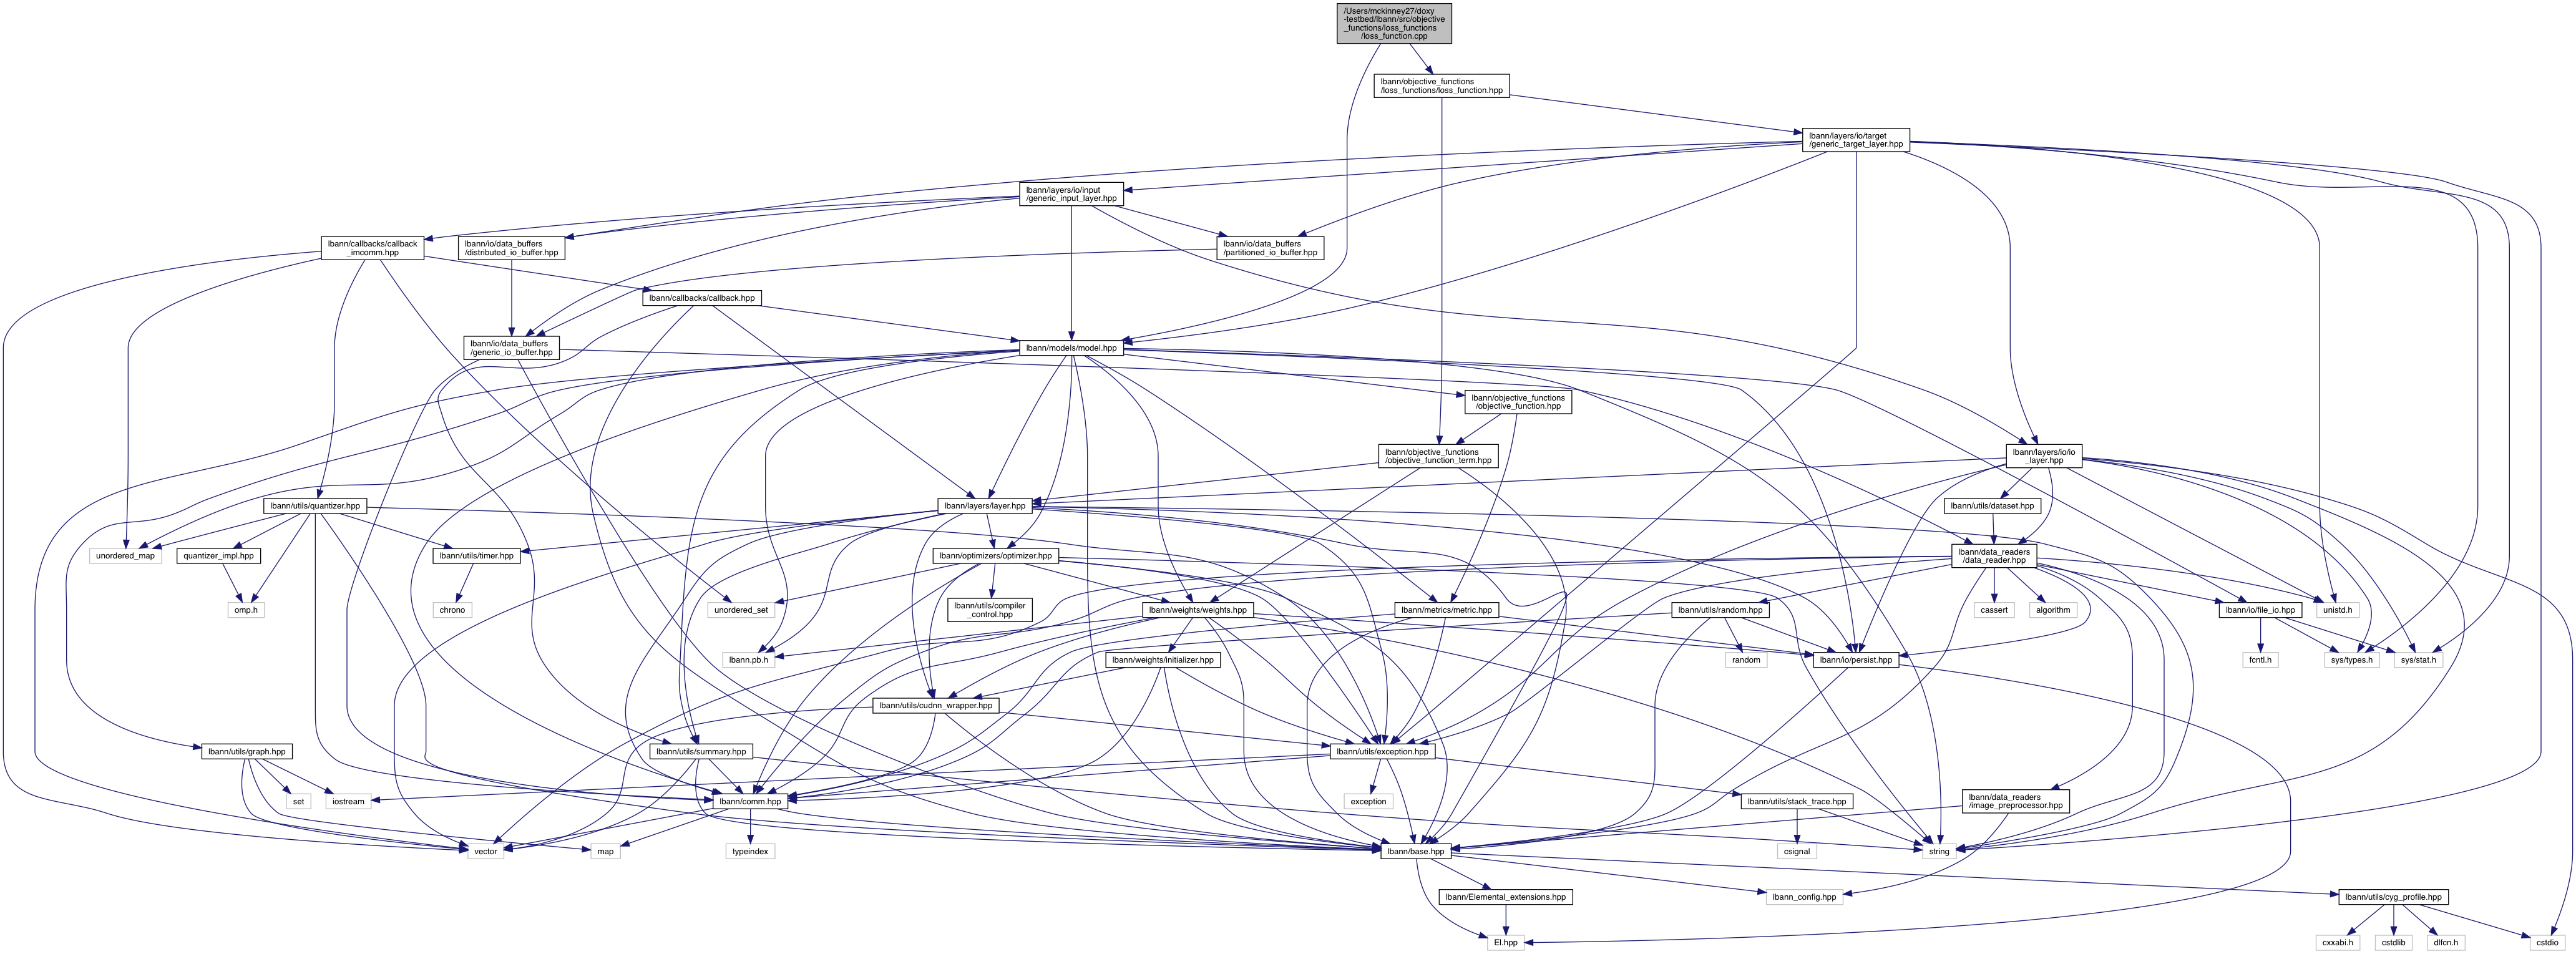 /Users/mckinney27/doxy
-testbed/lbann/src/objective
_functions/loss_functions
/loss_function.cpp
lbann/objective_functions
/loss_functions/loss_function.hpp
lbann/layers/io/target
/generic_target_layer.hpp
lbann/layers/io/input
/generic_input_layer.hpp
lbann/callbacks/callback
_imcomm.hpp
lbann/io/data_buffers
/distributed_io_buffer.hpp
lbann/io/data_buffers
/partitioned_io_buffer.hpp
lbann/callbacks/callback.hpp
lbann/io/data_buffers
/generic_io_buffer.hpp
lbann/models/model.hpp
lbann/objective_functions
/objective_function.hpp
lbann/objective_functions
/objective_function_term.hpp
lbann/layers/io/io
_layer.hpp
lbann/utils/quantizer.hpp
lbann/layers/layer.hpp
lbann/utils/dataset.hpp
unordered_map
quantizer_impl.hpp
lbann/utils/timer.hpp
lbann/optimizers/optimizer.hpp
lbann/data_readers
/data_reader.hpp
omp.h
chrono
unordered_set
lbann/utils/compiler
_control.hpp
lbann/weights/weights.hpp
lbann/metrics/metric.hpp
lbann/utils/random.hpp
cassert
algorithm
lbann/io/file_io.hpp
unistd.h
lbann.pb.h
lbann/weights/initializer.hpp
random
lbann/io/persist.hpp
fcntl.h
sys/types.h
sys/stat.h
lbann/utils/cudnn_wrapper.hpp
lbann/utils/graph.hpp
lbann/utils/summary.hpp
lbann/utils/exception.hpp
set
iostream
lbann/comm.hpp
exception
lbann/utils/stack_trace.hpp
lbann/data_readers
/image_preprocessor.hpp
vector
map
typeindex
lbann/base.hpp
csignal
string
lbann/Elemental_extensions.hpp
lbann_config.hpp
lbann/utils/cyg_profile.hpp
El.hpp
cxxabi.h
cstdlib
dlfcn.h
cstdio